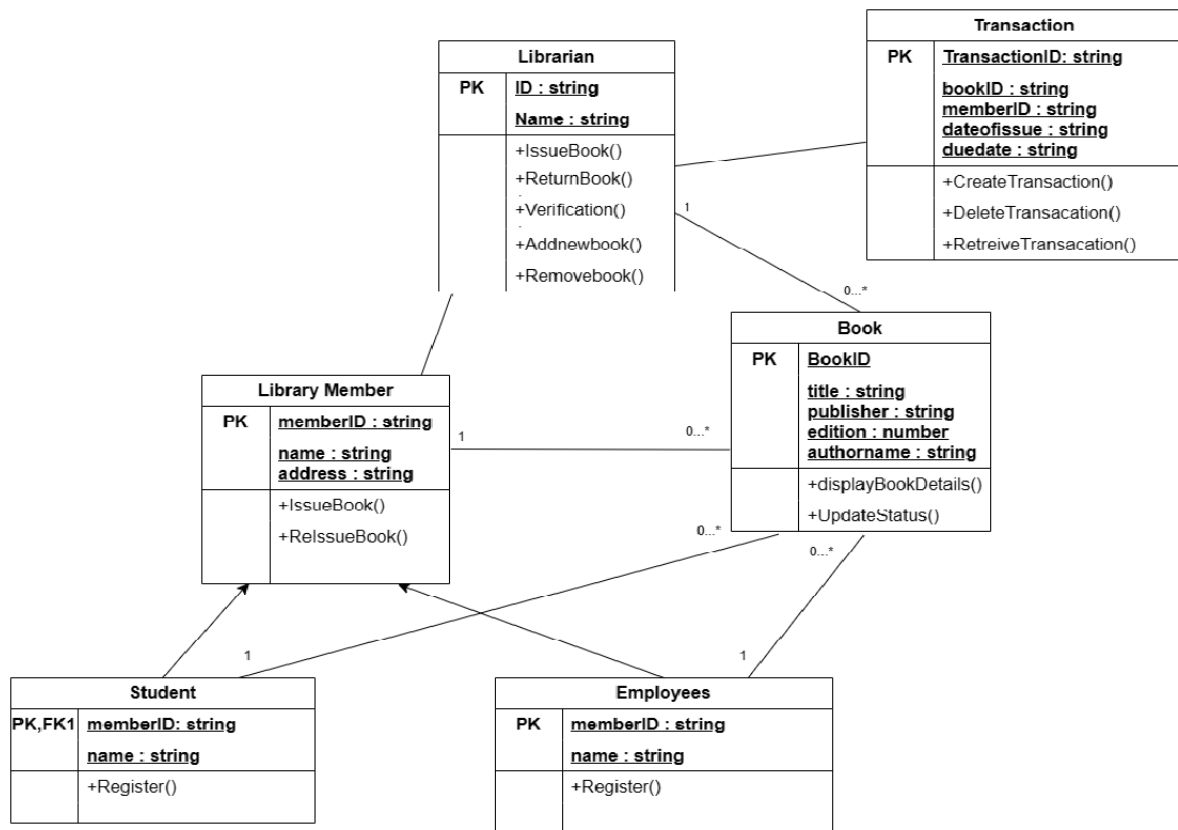 Transaction
PK
TransactionID: string
bookID : string
memberID : string
dateofissue : string
duedate : string
+CreateTransaction()
+DeleteTransacation()
+RetreiveTransacation()
Librarian
PK
ID : string
Name : string
+IssueBook()
+ReturnBook()
+Verification()
+Addnewbook()
+Removebook()
1
0...*
Book
PK
BookID
title : string
publisher : string
edition : number
authorname : string
+displayBookDetails()
+UpdateStatus()
Library Member
PK
memberID : string
name : string
address : string
+IssueBook()
+ReIssueBook()
1
0...*
0...*
0...*
1
1
Student
PK,FK1
memberID: string
name : string
+Register()
Employees
PK
memberID : string
name : string
+Register()